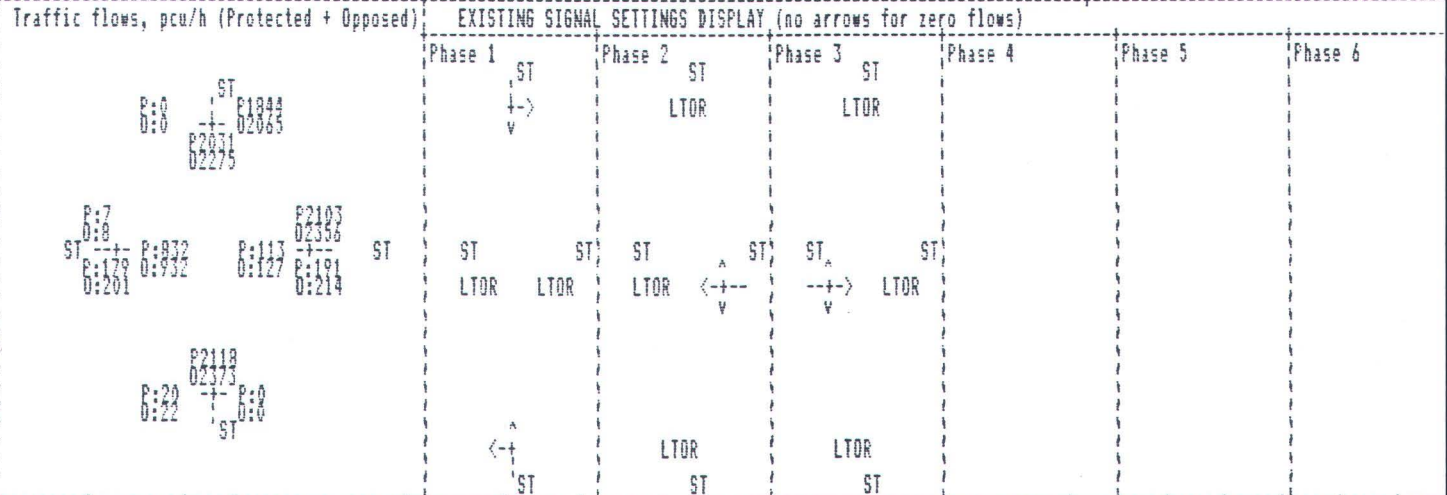 Traffic flows, pcu/h (Protected + Opposed) EXISTING SIGNAL SETTINGS DISPLAY (no arrows for zero flows)
Phase 1 Phase 2 Phase 3 Phase 4 Phase 5 Phase 6
ST ST ST ST
P:0 P1844 +-> LTOR LTOR
O:0 -+- O2065 v
P2031
O2275
P:7 P2103
O:8 O2356
ST --+- P:832 P:113 -+-- ST ST ST ST ST ST ST
P:179 O:932 O:127 P:191 LTOR LTOR LTOR <-+-- --+-> LTOR
O:201 O:214
P2118
O2373
P:20 -+- P:0
O:22 O:0
ST <-+ LTOR LTOR
ST ST ST